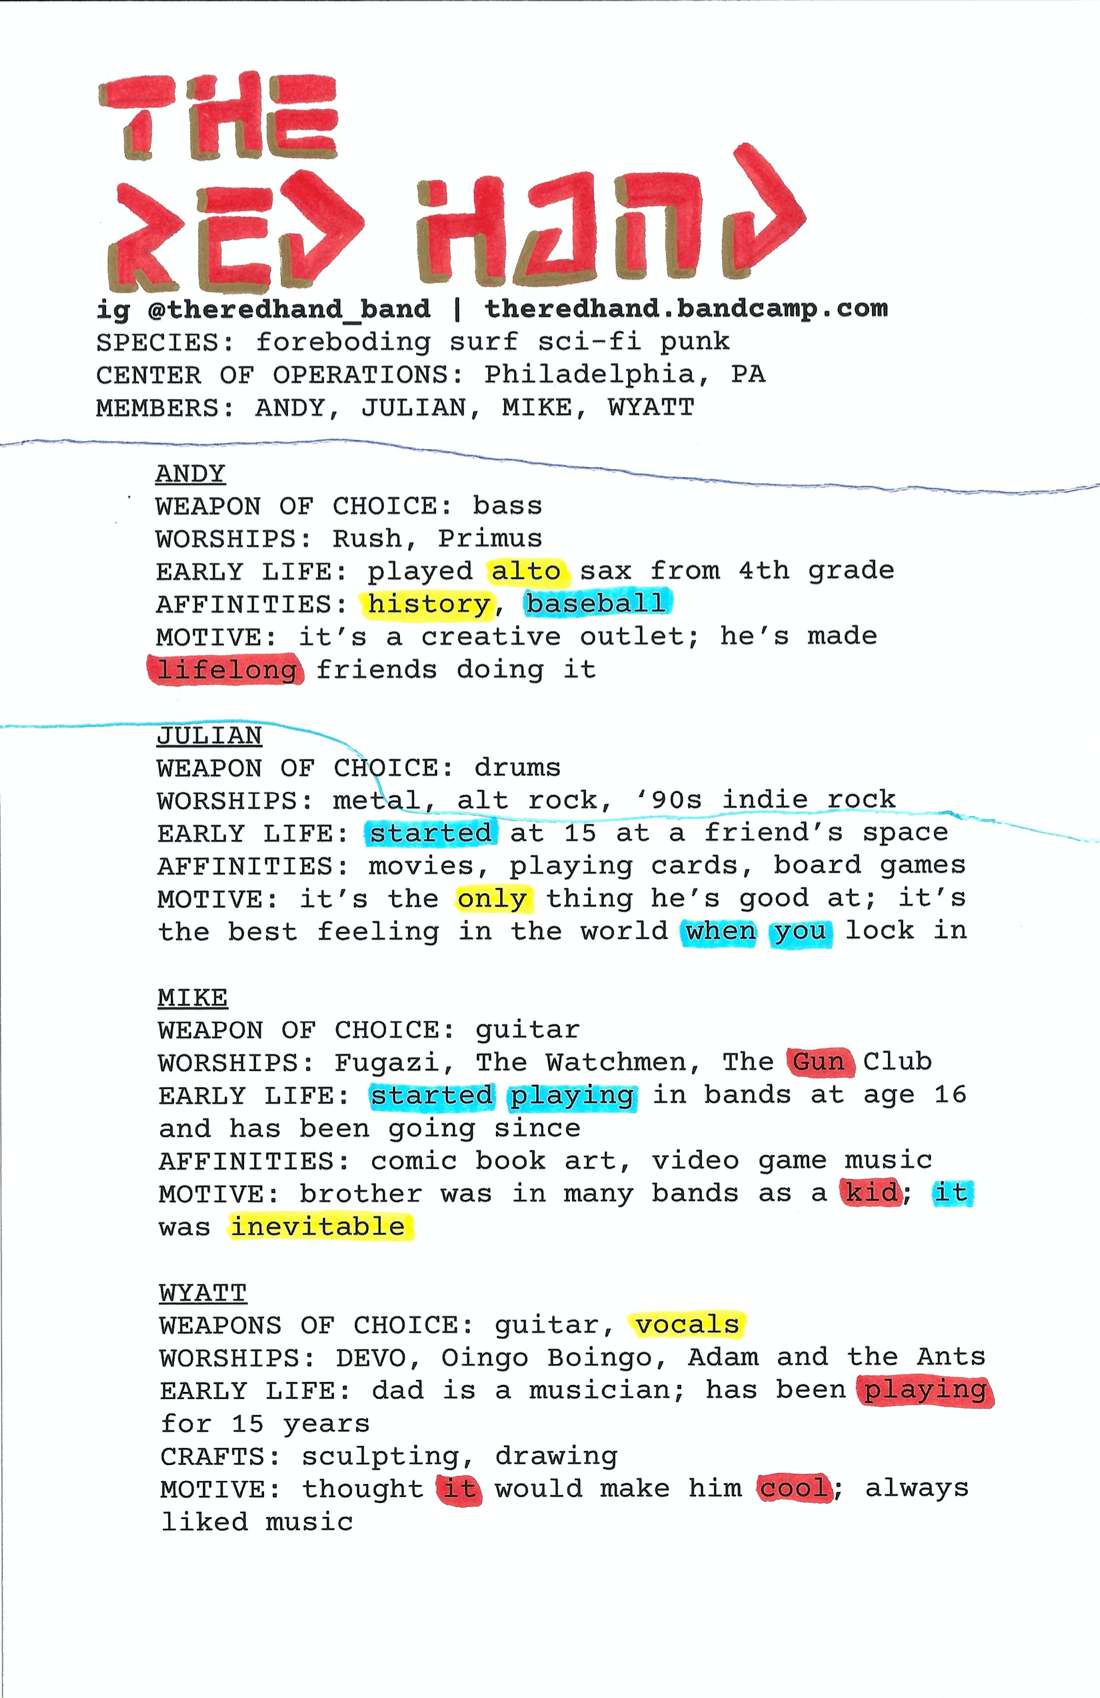 THE
RED HAND
ig @theredhand_band | theredhand.bandcamp.com
SPECIES: foreboding surf sci-fi punk
CENTER OF OPERATIONS: Philadelphia, PA
MEMBERS: ANDY, JULIAN, MIKE, WYATT
ANDY
WEAPON OF CHOICE: bass
WORSHIPS: Rush, Primus
EARLY LIFE: played alto sax from 4th grade
AFFINITIES: history, baseball
MOTIVE: it's a creative outlet; he's made
lifelong friends doing it
JULIAN
WEAPON OF CHOICE: drums
WORSHIPS: metal, alt rock, ‘90s indie rock
EARLY LIFE: started at 15 at a friend's space
AFFINITIES: movies, playing cards, board games
MOTIVE: it's the only thing he's good at; it's
the best feeling in the world when you lock in
MIKE
WEAPON OF CHOICE: guitar
WORSHIPS: Fugazi, The Watchmen, The Gun Club
EARLY LIFE: started playing in bands at age 16
and has been going since
AFFINITIES: comic book art, video game music
MOTIVE: brother was in many bands as a kid; it
was inevitable
WYATT
WEAPONS OF CHOICE: guitar, vocals
WORSHIPS: DEVO, Oingo Boingo, Adam and the Ants
EARLY LIFE: dad is a musician; has been playing
for 15 years
CRAFTS: sculpting, drawing
MOTIVE: thought it would make him cool; always
liked music